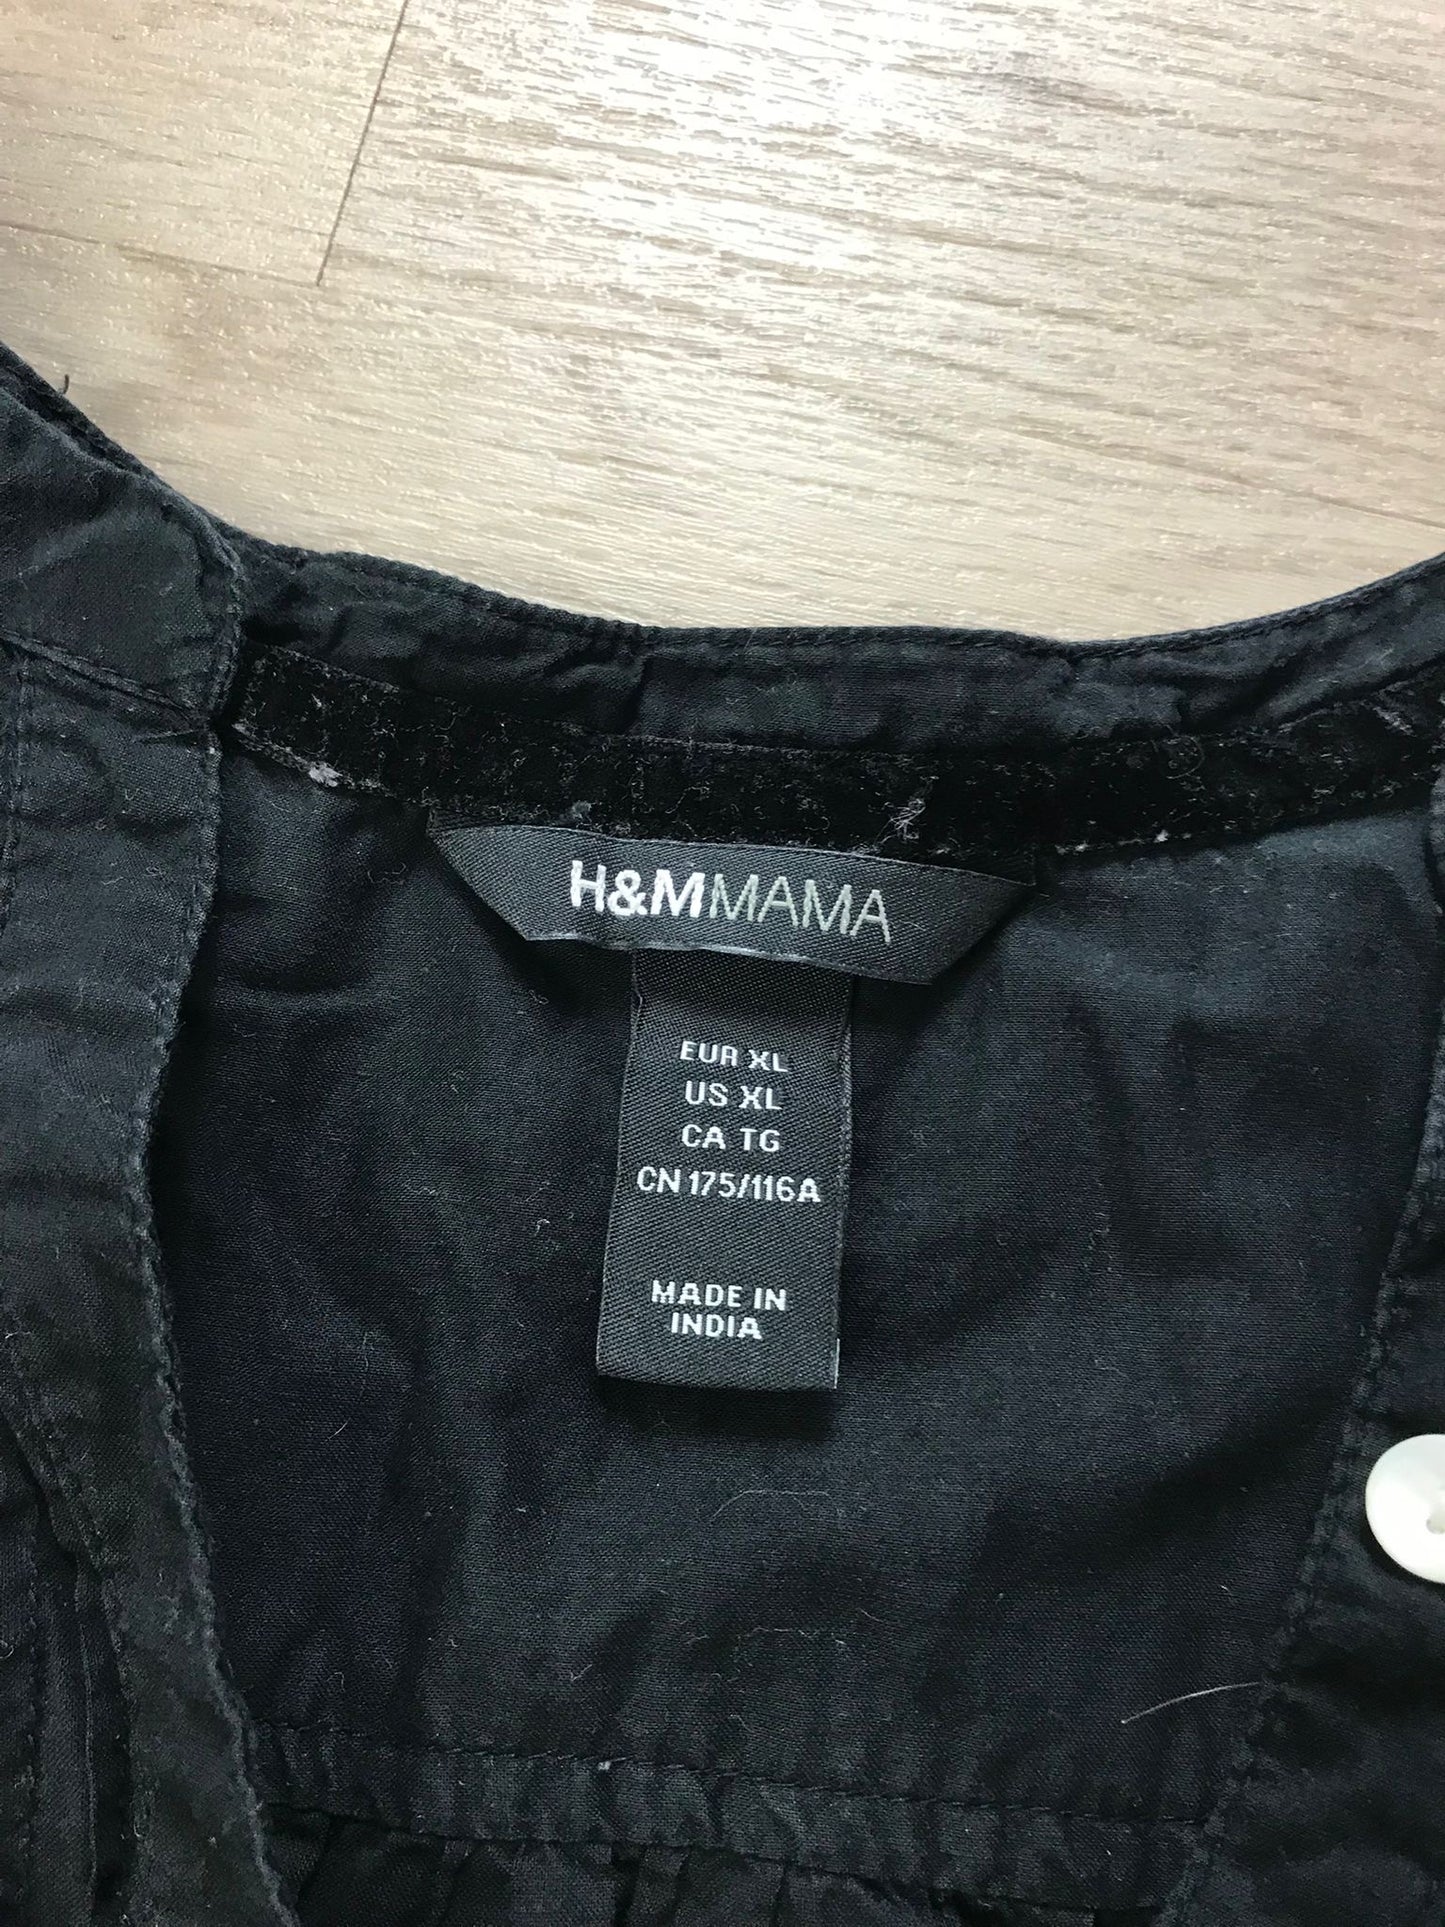 H&MMAMA
EUR XL
US XL
CA TG
CN 175/116A
MADE IN
INDIA